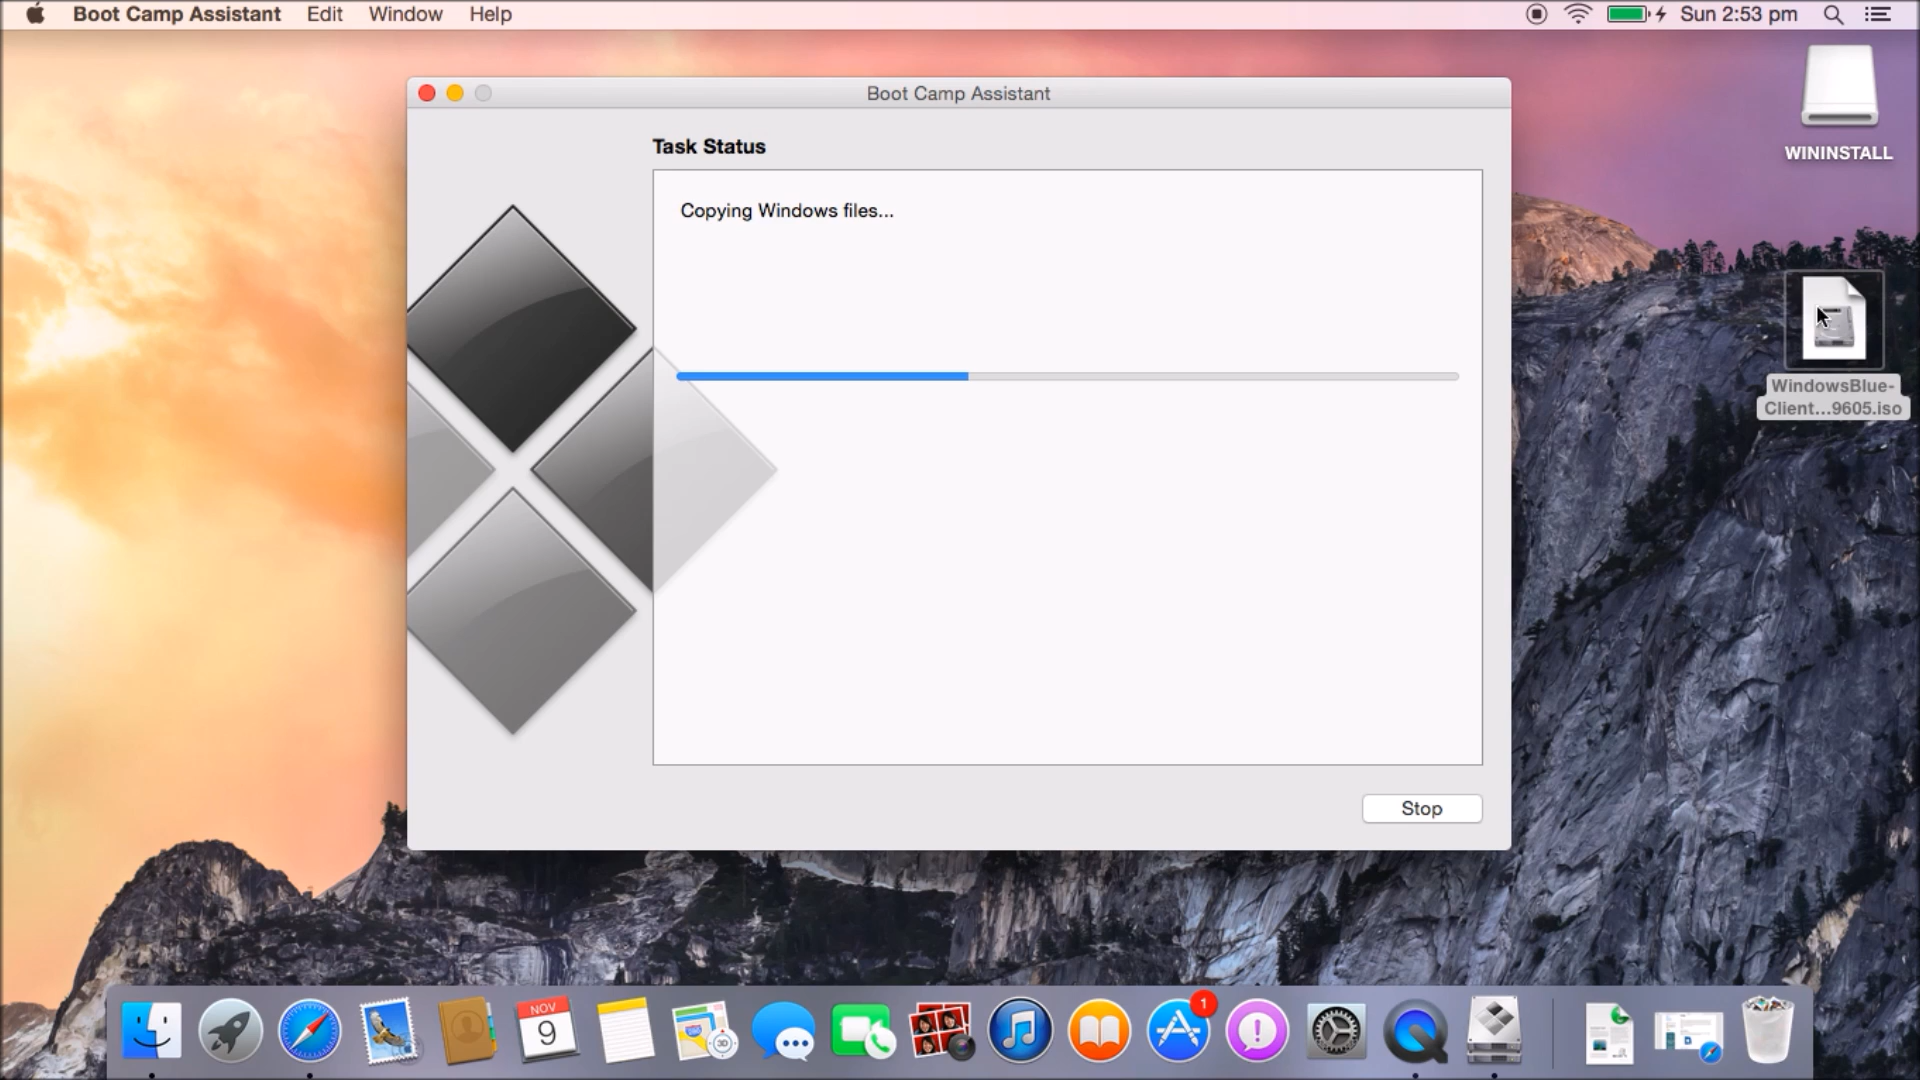 Boot Camp Assistant Edit Window Help Sun 2:53 pm
Boot Camp Assistant
WININSTALL
Task Status
Copying Windows files...
WindowsBlue-
Client...9605.iso
Stop
1
NOV
9
3D